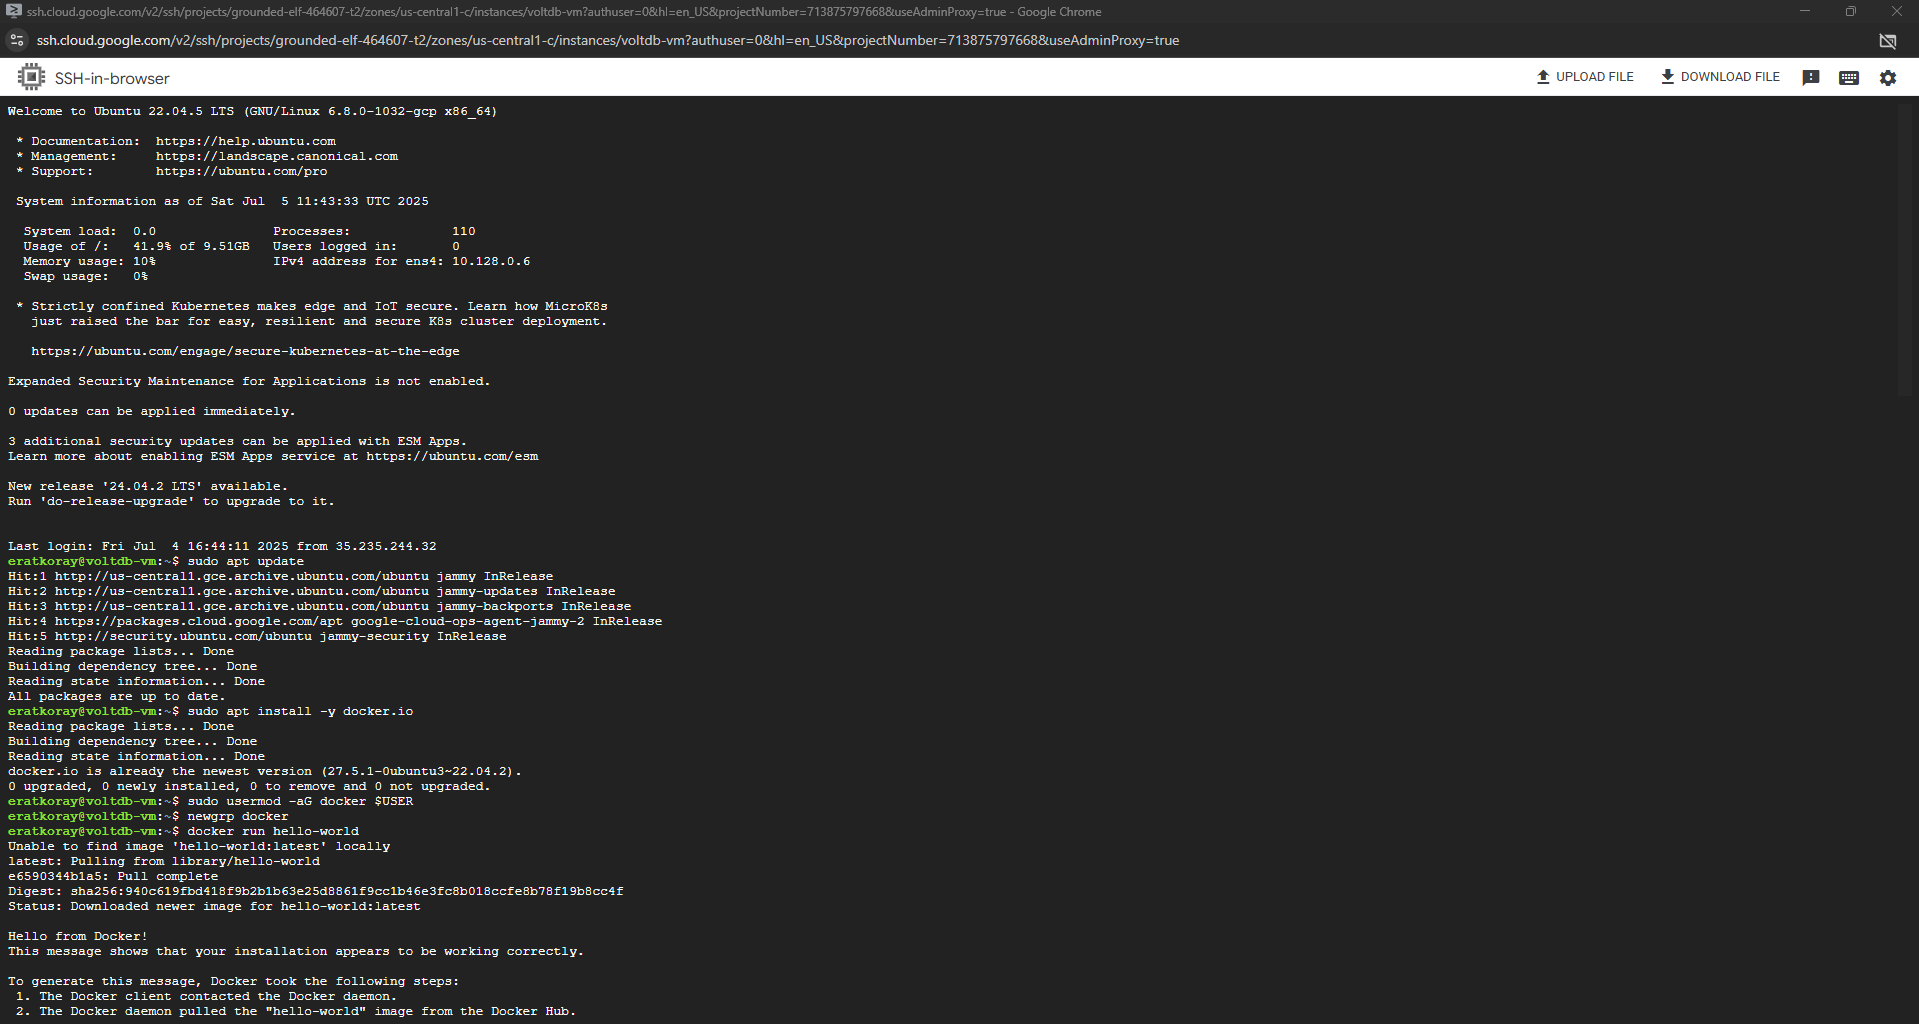 ssh.cloud.google.com/v2/ssh/projects/grounded-elf-464607-t2/zones/us-central1-c/instances/voltdb-vm?authuser=0&hl=en_US&projectNumber=713875797668&useAdminProxy=true - Google Chrome
ssh.cloud.google.com/v2/ssh/projects/grounded-elf-464607-t2/zones/us-central1-c/instances/voltdb-vm?authuser=0&hl=en_US&projectNumber=713875797668&useAdminProxy=true
SSH-in-browser UPLOAD FILE DOWNLOAD FILE
Welcome to Ubuntu 22.04.5 LTS (GNU/Linux 6.8.0-1032-gcp x86_64)
* Documentation: https://help.ubuntu.com
* Management: https://landscape.canonical.com
* Support: https://ubuntu.com/pro
System information as of Sat Jul 5 11:43:33 UTC 2025
System load: 0.0 Processes: 110
Usage of /: 41.9% of 9.51GB Users logged in: 0
Memory usage: 10% IPv4 address for ens4: 10.128.0.6
Swap usage: 0%
* Strictly confined Kubernetes makes edge and IoT secure. Learn how MicroK8s
just raised the bar for easy, resilient and secure K8s cluster deployment.
https://ubuntu.com/engage/secure-kubernetes-at-the-edge
Expanded Security Maintenance for Applications is not enabled.
0 updates can be applied immediately.
3 additional security updates can be applied with ESM Apps.
Learn more about enabling ESM Apps service at https://ubuntu.com/esm
New release '24.04.2 LTS' available.
Run 'do-release-upgrade' to upgrade to it.
Last login: Fri Jul 4 16:44:11 2025 from 35.235.244.32
eratkoray@voltdb-vm:~$ sudo apt update
Hit:1 http://us-central1.gce.archive.ubuntu.com/ubuntu jammy InRelease
Hit:2 http://us-central1.gce.archive.ubuntu.com/ubuntu jammy-updates InRelease
Hit:3 http://us-central1.gce.archive.ubuntu.com/ubuntu jammy-backports InRelease
Hit:4 https://packages.cloud.google.com/apt google-cloud-ops-agent-jammy-2 InRelease
Hit:5 http://security.ubuntu.com/ubuntu jammy-security InRelease
Reading package lists... Done
Building dependency tree... Done
Reading state information... Done
All packages are up to date.
eratkoray@voltdb-vm:~$ sudo apt install -y docker.io
Reading package lists... Done
Building dependency tree... Done
Reading state information... Done
docker.io is already the newest version (27.5.1-0ubuntu3~22.04.2).
0 upgraded, 0 newly installed, 0 to remove and 0 not upgraded.
eratkoray@voltdb-vm:~$ sudo usermod -aG docker $USER
eratkoray@voltdb-vm:~$ newgrp docker
eratkoray@voltdb-vm:~$ docker run hello-world
Unable to find image 'hello-world:latest' locally
latest: Pulling from library/hello-world
e6590344b1a5: Pull complete
Digest: sha256:940c619fbd418f9b2b1b63e25d8861f9cc1b46e3fc8b018ccfe8b78f19b8cc4f
Status: Downloaded newer image for hello-world:latest
Hello from Docker!
This message shows that your installation appears to be working correctly.
To generate this message, Docker took the following steps:
1. The Docker client contacted the Docker daemon.
2. The Docker daemon pulled the "hello-world" image from the Docker Hub.